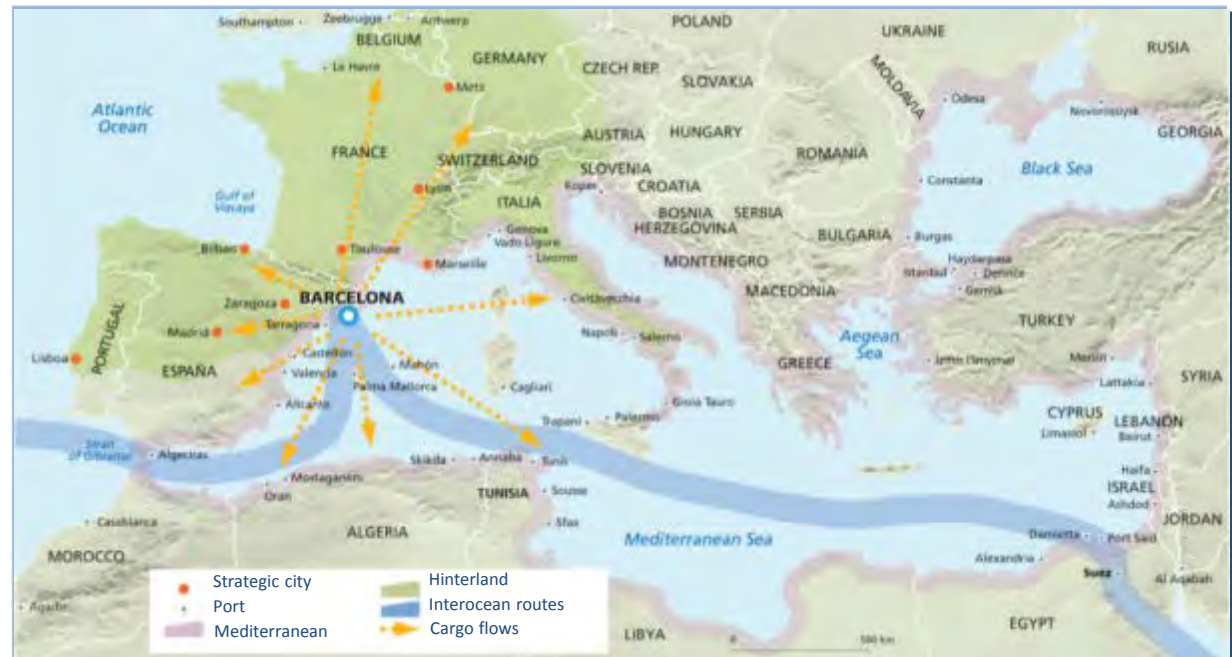 Southampton
Zeebrugge
Antwerp
BELGIUM
POLAND
UKRAINE
RUSIA
GERMANY
Le Havre
CZECH REP.
SLOVAKIA
MOLDAVIA
Metz
Odesa
Novorossiysk
Atlantic
Ocean
GEORGIA
FRANCE
AUSTRIA
HUNGARY
ROMANIA
SWITZERLAND
SLOVENIA
Black Sea
Lyon
Koper
CROATIA
Constanta
Gulf of
ITALIA
BOSNIA
HERZEGOVINA
SERBIA
Genova
Vado Ligure
BULGARIA
Burgas
Bilbao
Toulouse
Livorno
Marseille
MONTENEGRO
Haydarpasa
Istanbul
Derince
Gemlik
MACEDONIA
Zaragoza
BARCELONA
Civitavecchia
Tarragona
Madrid
PORTUGAL
Napoli
Salerno
Aegean
Sea
TURKEY
Lisboa
Castellon
Mahón
GREECE
Mersin
ESPAÑA
Valencia
Palma Mallorca
Cagliari
Lattakia
SYRIA
Alicante
Gioia Tauro
Trapani
Palermo
CYPRUS
Limassol
LEBANON
Beirut
Strait
of Gibraltar
Algeciras
Skikda
Annaba
Mostaganem
Oran
TUNISIA
Sousse
Haifa
ISRAEL
Ashdod
Casablanca
Sfax
JORDAN
ALGERIA
Mediterranean Sea
Damietta
Port Said
MOROCCO
Alexandria
Suez
Al Aqabah
Agadir
Strategic city
Port
Mediterranean
Hinterland
Interocean routes
Cargo flows
LIBYA
0
500 km
EGYPT